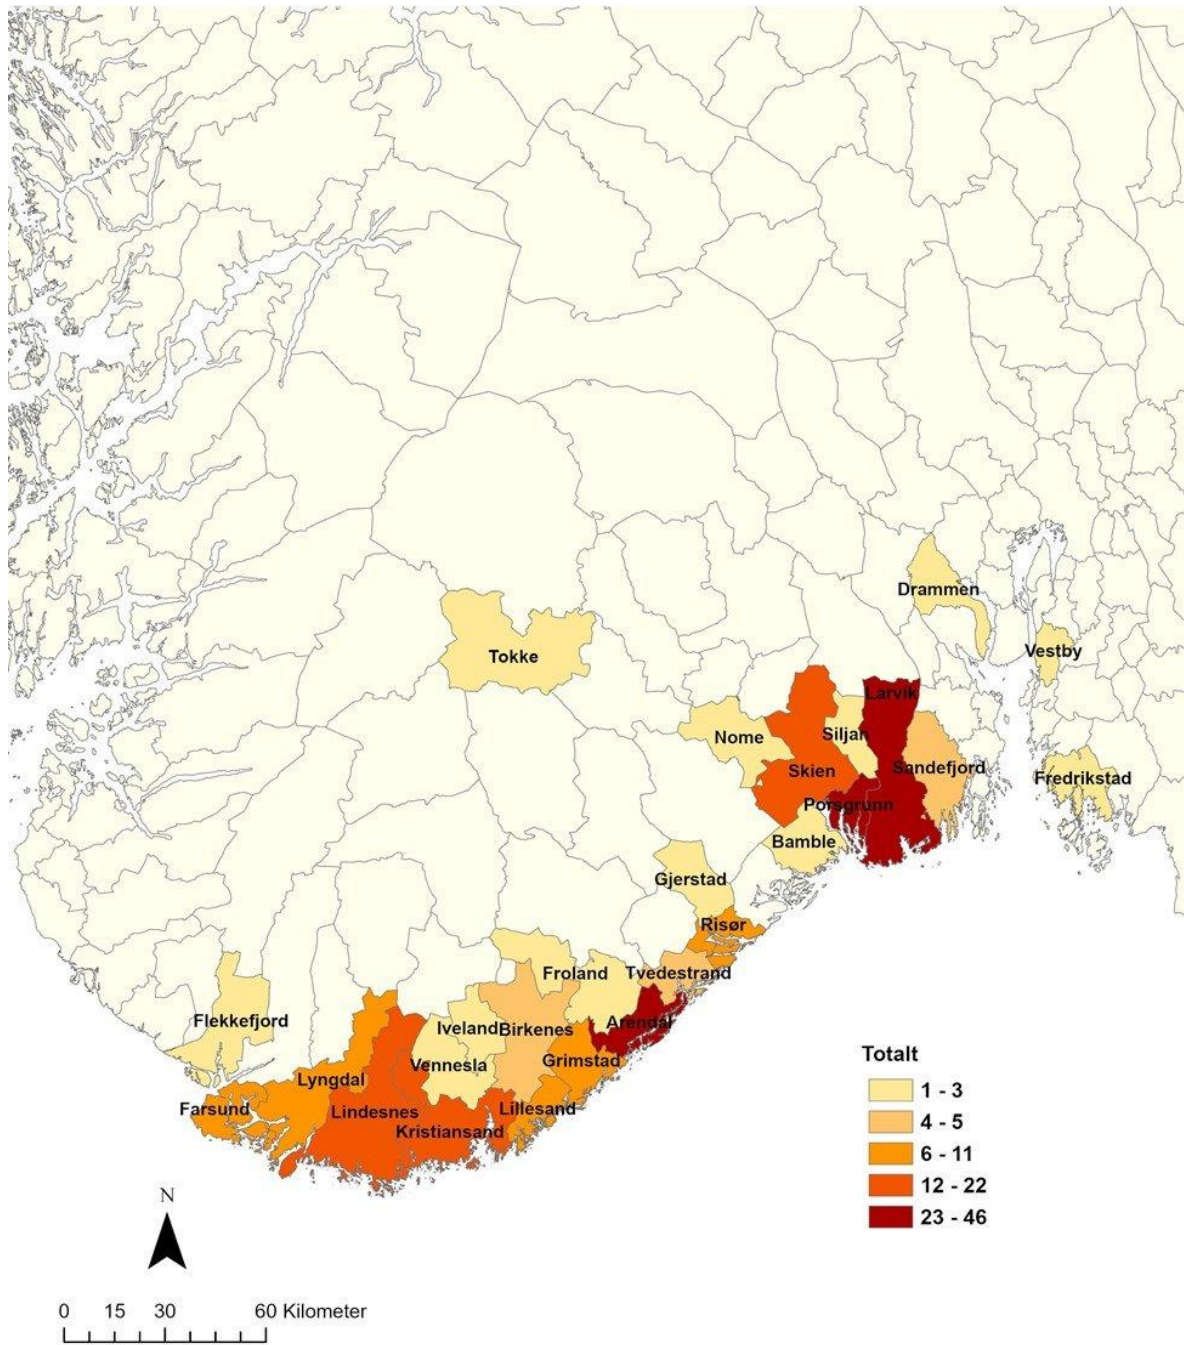 Drammen
Vestby
Tokke
Larvik
Nome
Siljan
Skien
Sandefjord
Fredrikstad
Porsgrunn
Bamble
Gjerstad
Risør
Froland
Tvedestrand
Flekkefjord
Iveland
Birkenes
Arendal
Vennesla
Grimstad
Lyngdal
Farsund
Lindesnes
Lillesand
Kristiansand
Totalt
1 - 3
4 - 5
6 - 11
12 - 22
23 - 46
N
0 15 30 60 Kilometer